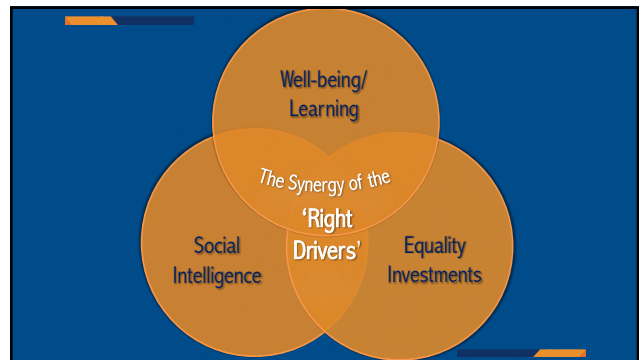 Well-being/
Learning
The Synergy of the
‘Right
Drivers’
Social
Intelligence
Equality
Investments